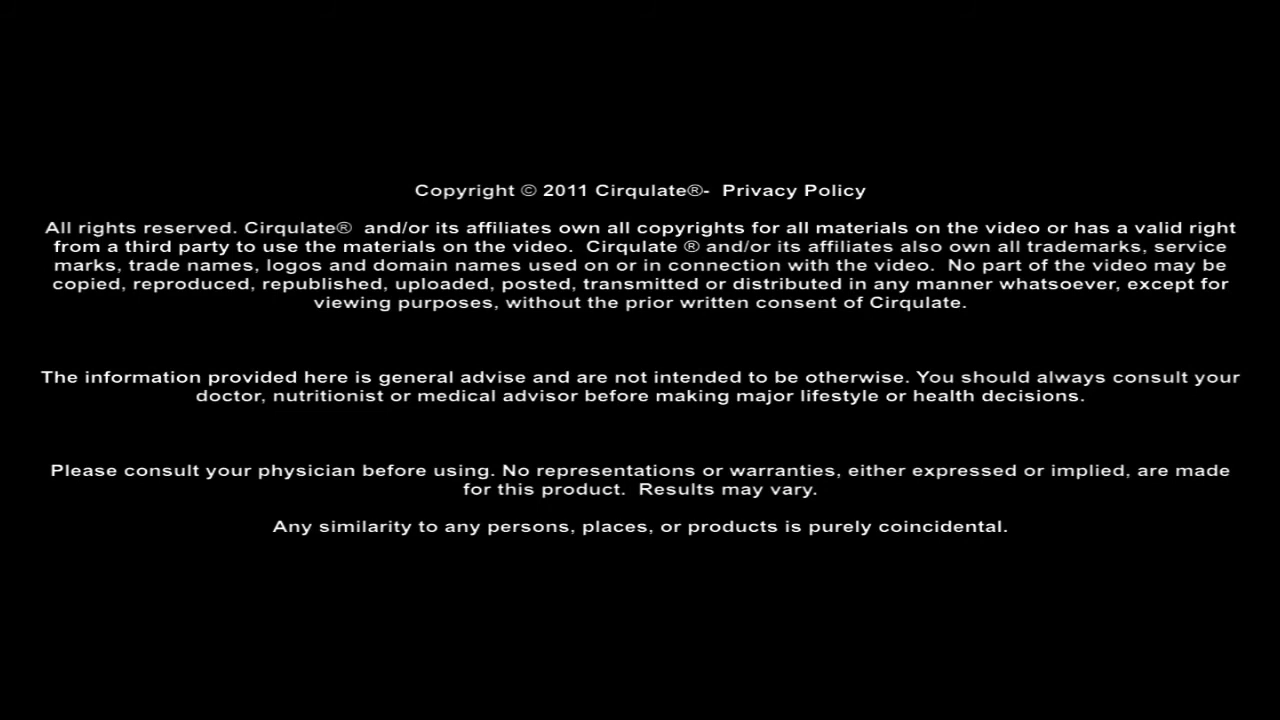 Copyright © 2011 Cirqulate®-  Privacy Policy
All rights reserved. Cirqulate®  and/or its affiliates own all copyrights for all materials on the video or has a valid right
from a third party to use the materials on the video.  Cirqulate ® and/or its affiliates also own all trademarks, service
marks, trade names, logos and domain names used on or in connection with the video.  No part of the video may be
copied, reproduced, republished, uploaded, posted, transmitted or distributed in any manner whatsoever, except for
viewing purposes, without the prior written consent of Cirqulate.
The information provided here is general advise and are not intended to be otherwise. You should always consult your
doctor, nutritionist or medical advisor before making major lifestyle or health decisions.
Please consult your physician before using. No representations or warranties, either expressed or implied, are made
for this product.  Results may vary.
Any similarity to any persons, places, or products is purely coincidental.